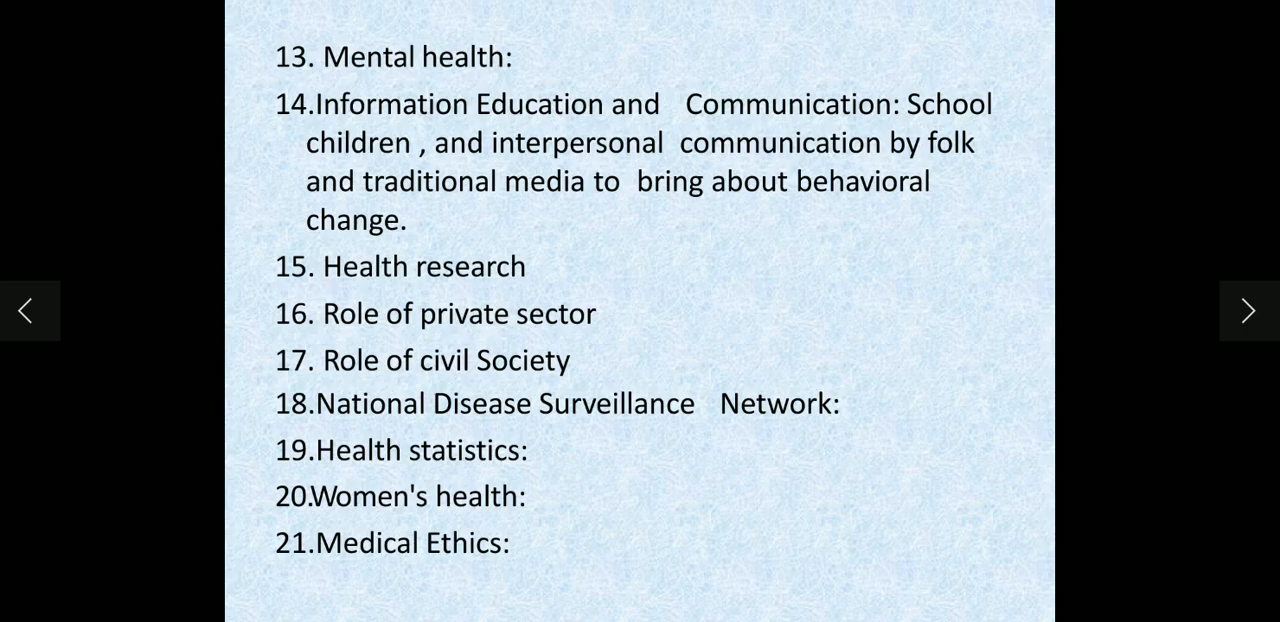 13. Mental health:
14.Information Education and Communication: School
children , and interpersonal communication by folk
and traditional media to bring about behavioral
change.
15. Health research
16. Role of private sector
17. Role of civil Society
18.National Disease Surveillance Network:
19.Health statistics:
20.Women's health:
21.Medical Ethics: